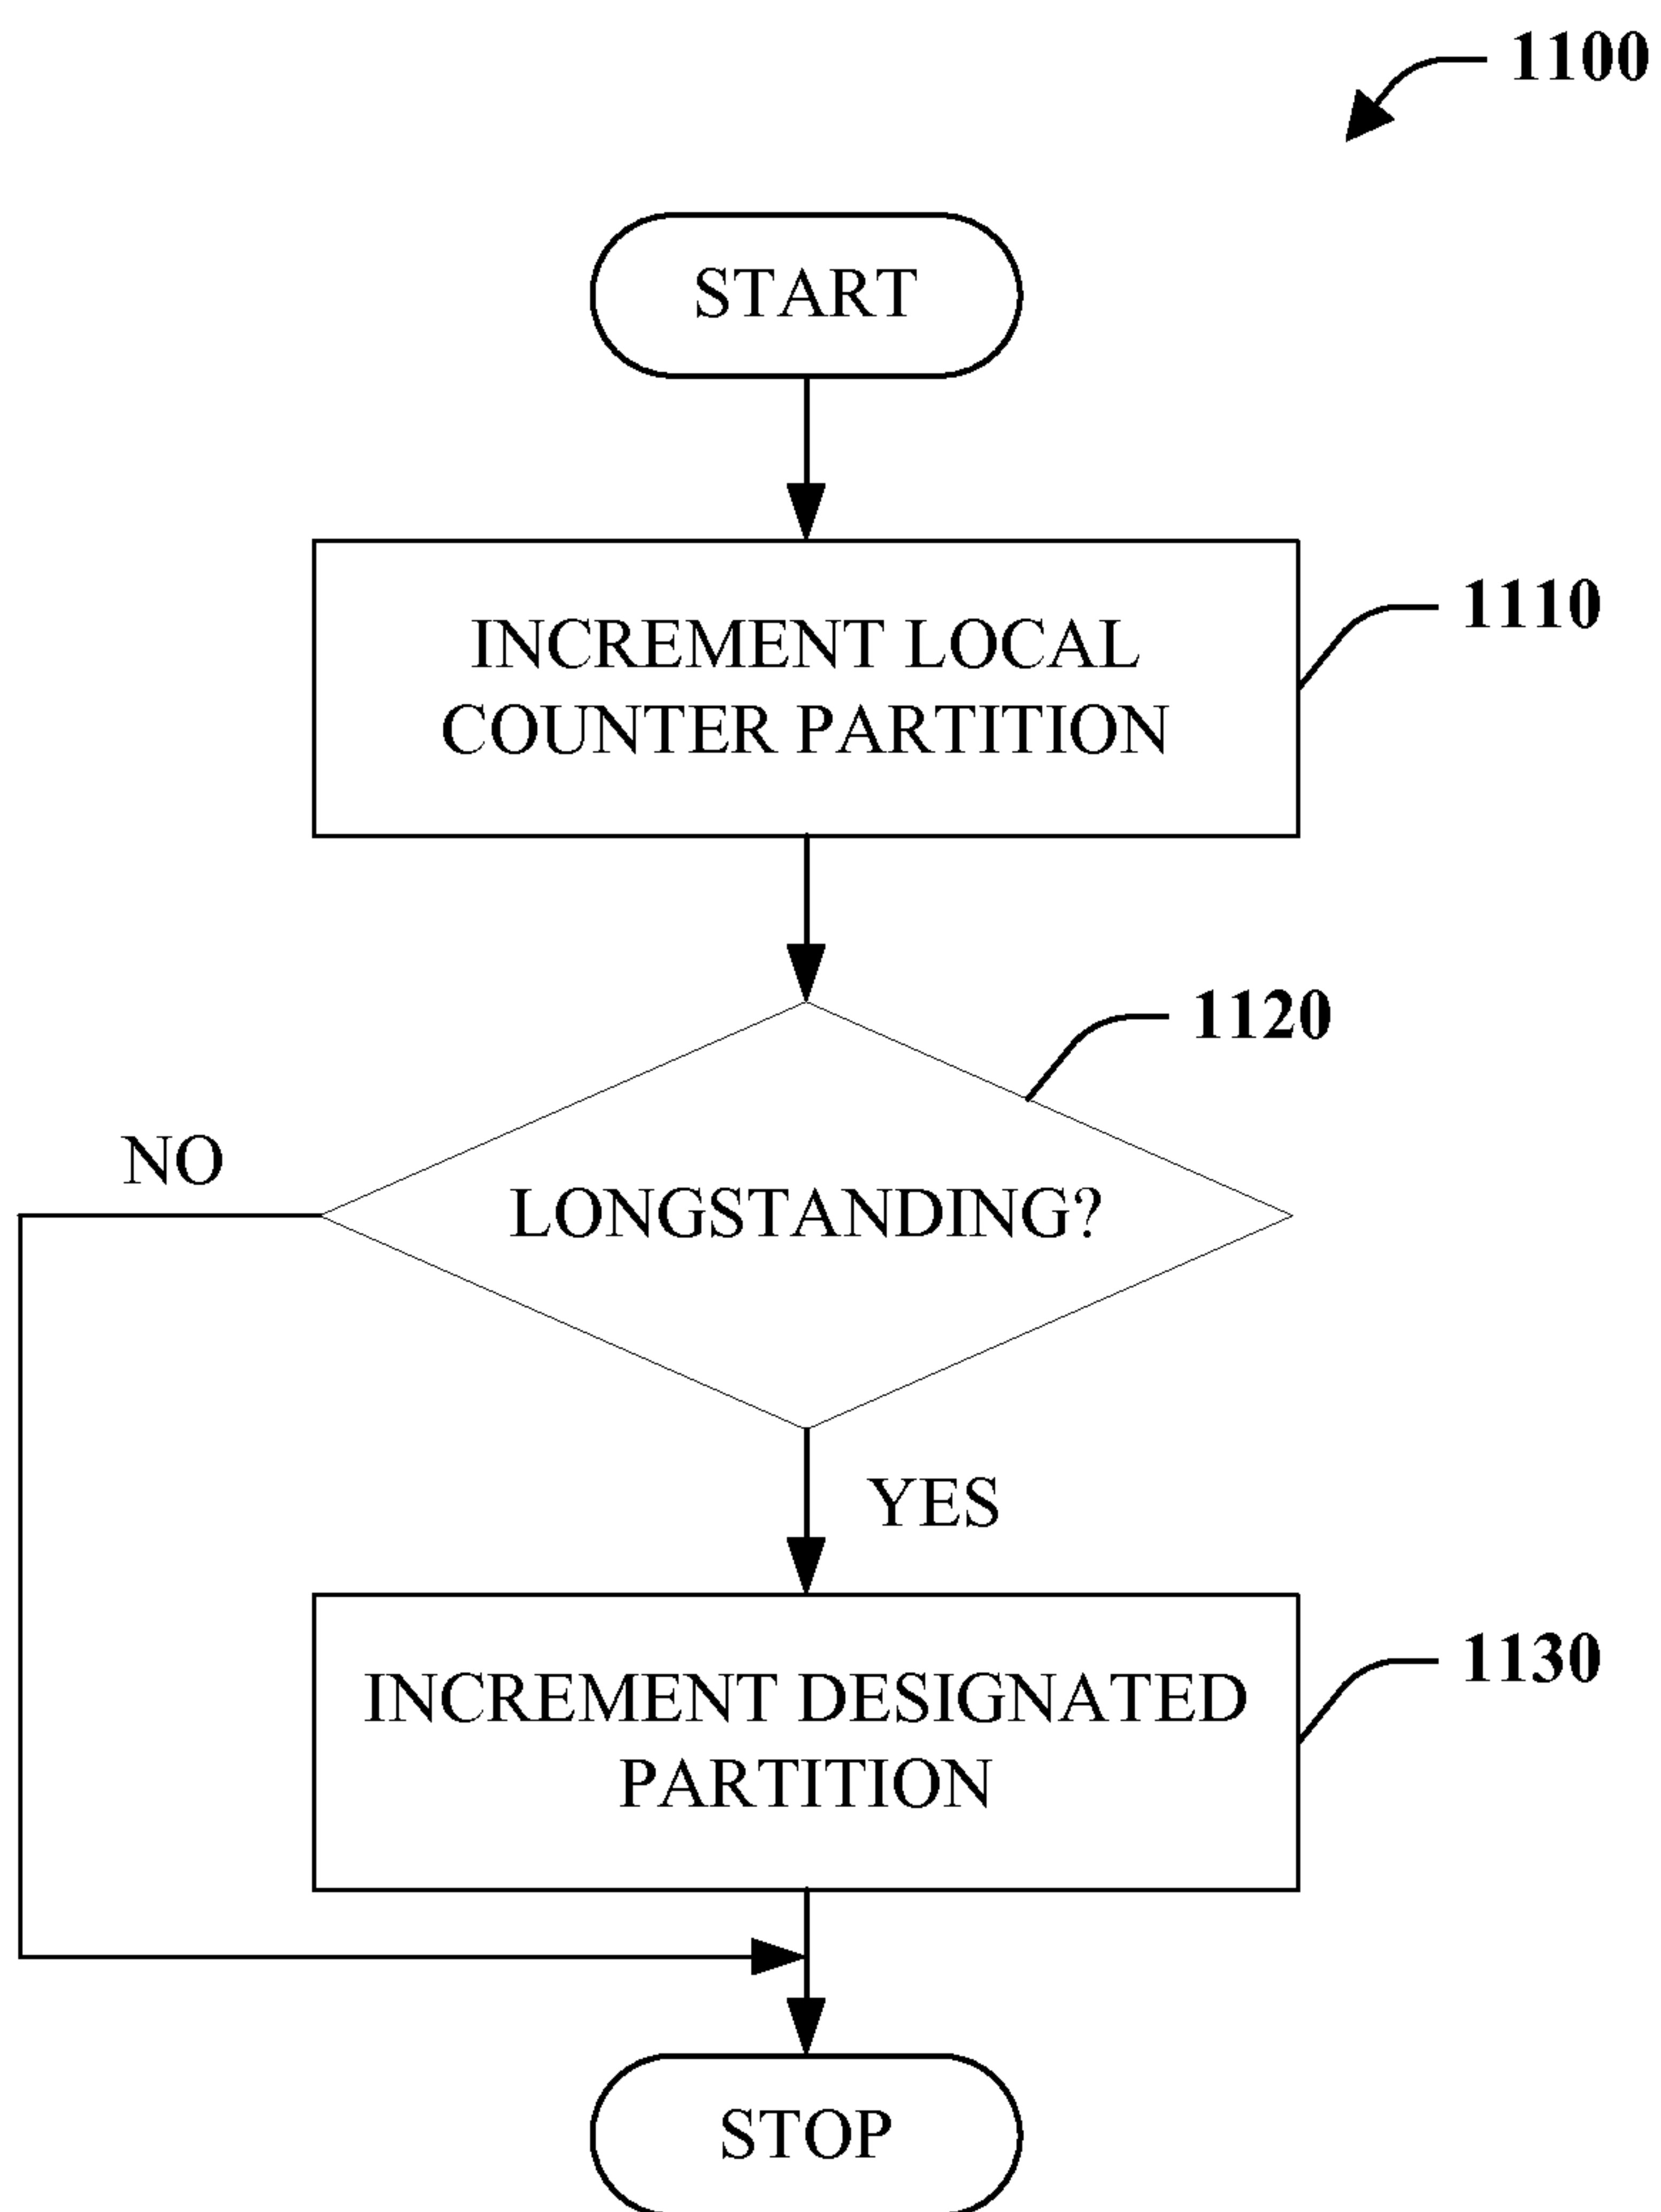 1100
START
INCREMENT LOCAL
COUNTER PARTITION
1110
1120
NO
LONGSTANDING?
YES
INCREMENT DESIGNATED
PARTITION
1130
STOP